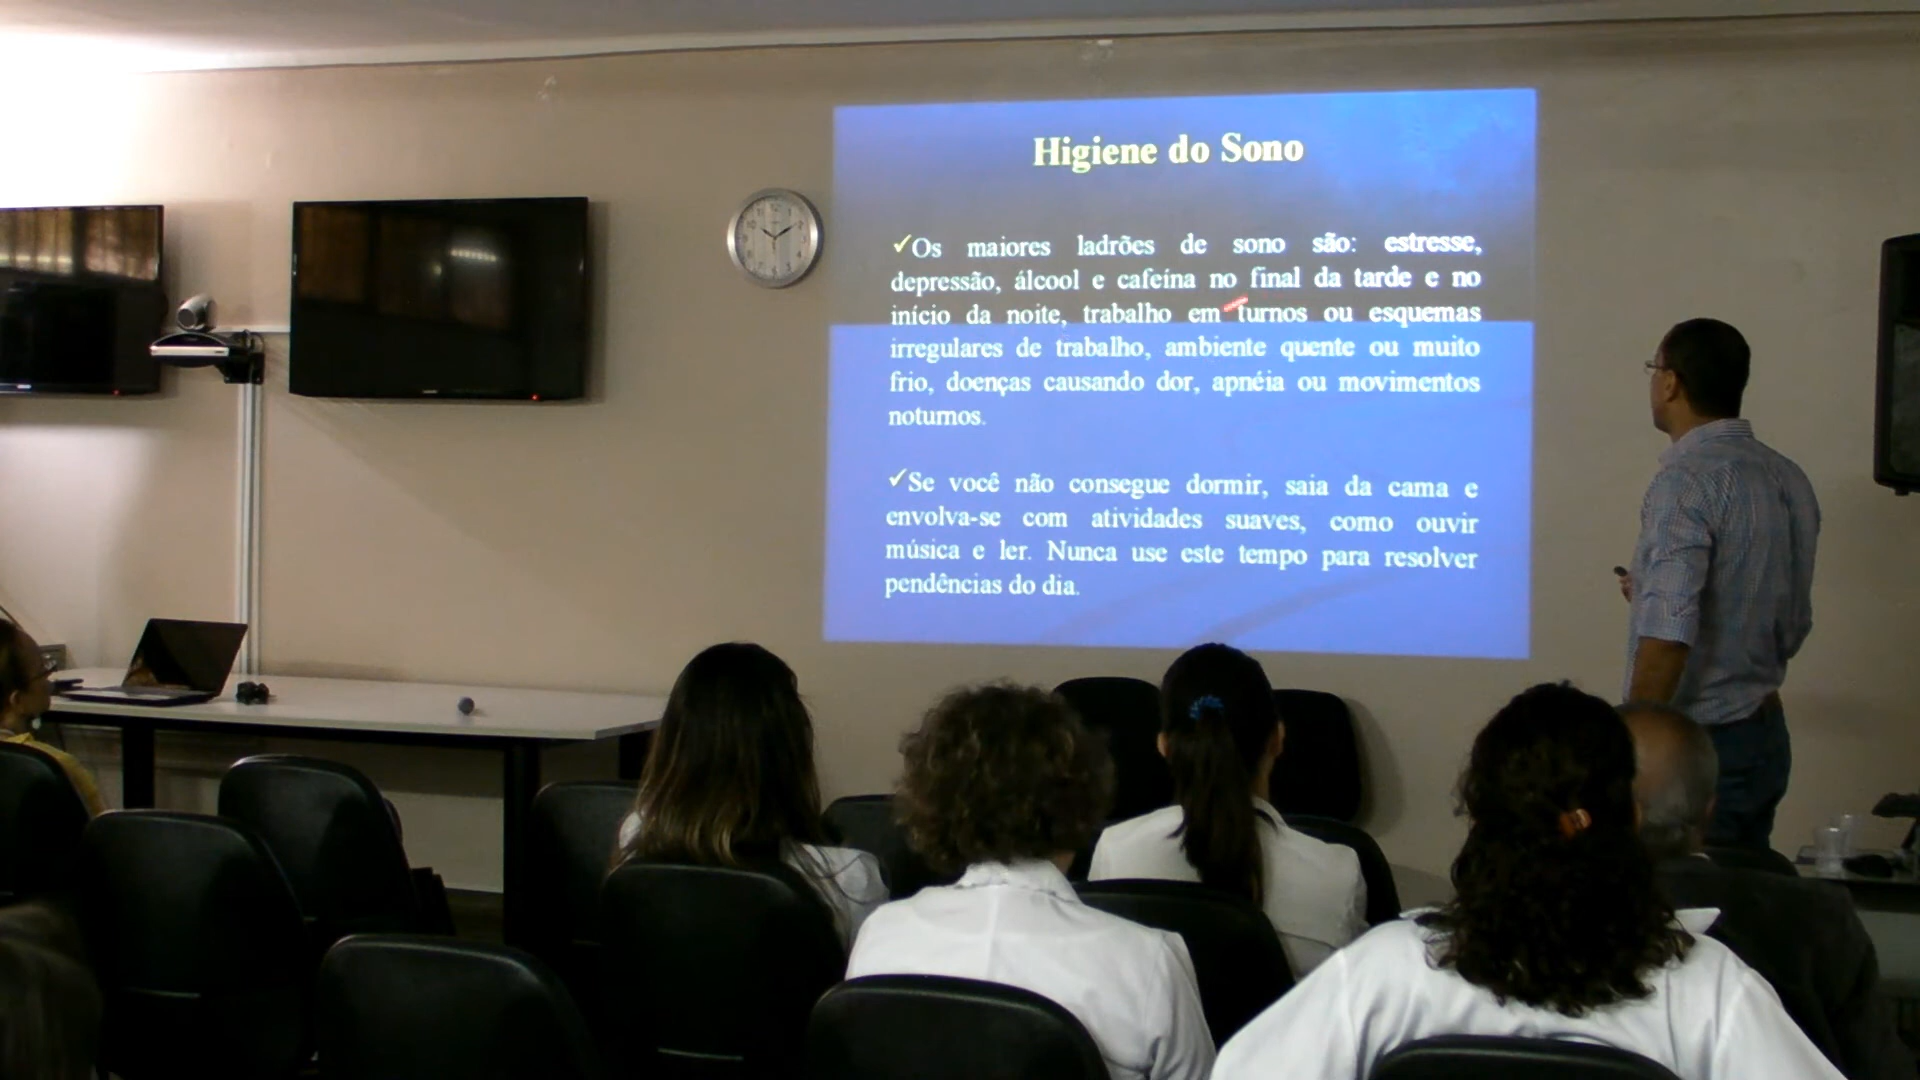 Higiene do Sono
✓Os maiores ladrões de sono são: estresse,
depressão, álcool e cafeína no final da tarde e no
início da noite, trabalho em turnos ou esquemas
irregulares de trabalho, ambiente quente ou muito
frio, doenças causando dor, apnéia ou movimentos
noturnos.
✓Se você não consegue dormir, saia da cama e
envolva-se com atividades suaves, como ouvir
música e ler. Nunca use este tempo para resolver
pendências do dia.